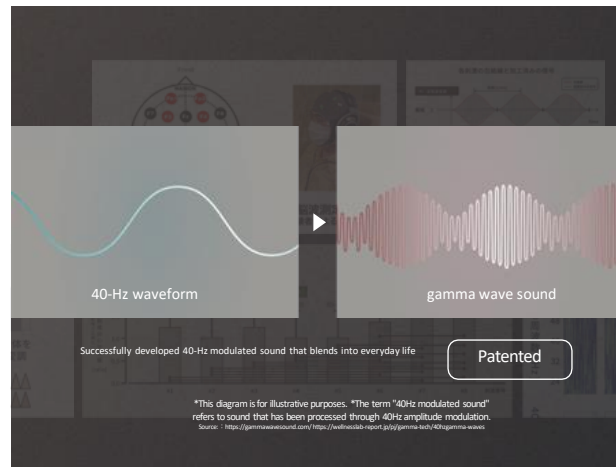 40-Hz waveform
gamma wave sound
Successfully developed 40-Hz modulated sound that blends into everyday life
Patented
*This diagram is for illustrative purposes. *The term "40Hz modulated sound"
refers to sound that has been processed through 40Hz amplitude modulation.
Source: : https://gammawavesound.com/ https://wellnesslab-report.jp/pj/gamma-tech/40hzgamma-waves